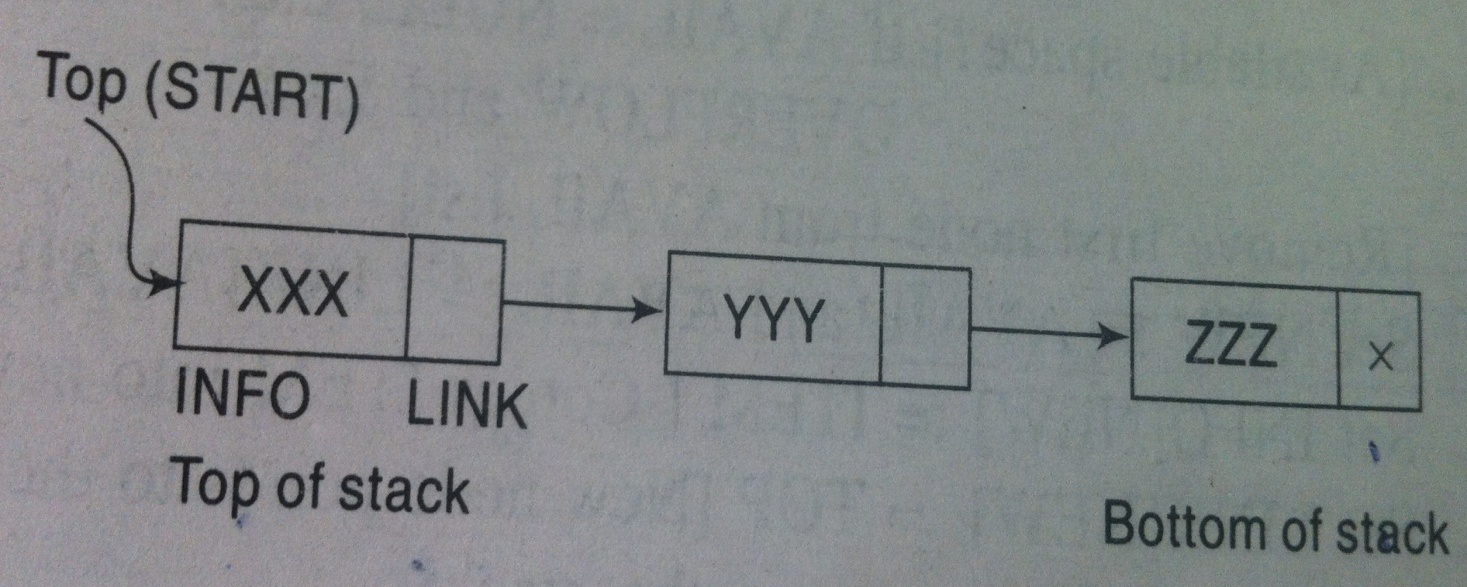 Top (START)
XXX
YYY
ZZZ
X
INFO LINK
Top of stack
Bottom of stack